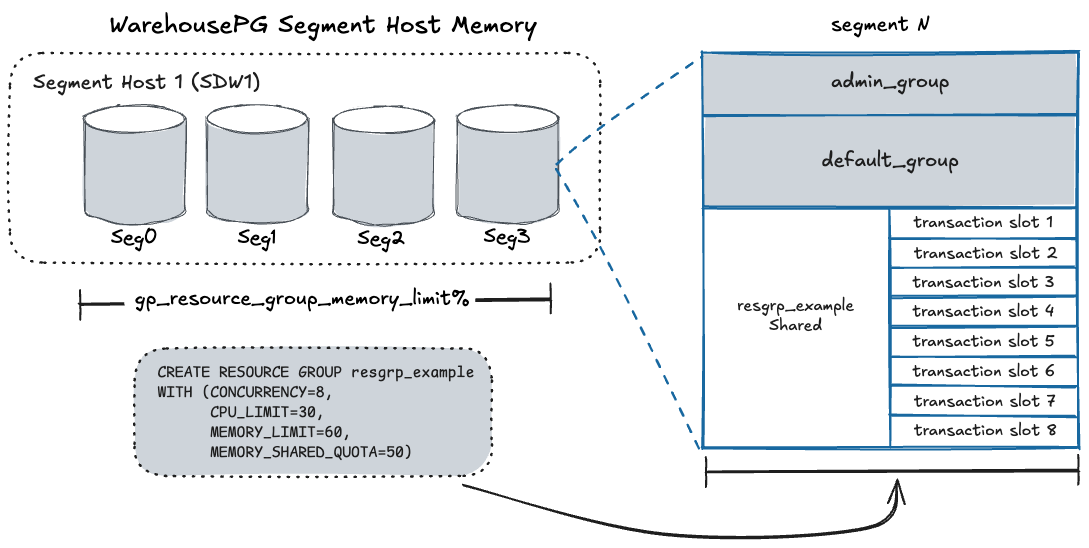 WarehousePG Segment Host Memory
Segment Host 1 (SDW1)
Seg0
Seg1
Seg2
Seg3
gp_resource_group_memory_limit%
CREATE RESOURCE GROUP resgrp_example
WITH (CONCURRENCY=8,
CPU_LIMIT=30,
MEMORY_LIMIT=60,
MEMORY_SHARED_QUOTA=50)
segment N
admin_group
default_group
resgrp_example
Shared
transaction slot 1
transaction slot 2
transaction slot 3
transaction slot 4
transaction slot 5
transaction slot 6
transaction slot 7
transaction slot 8